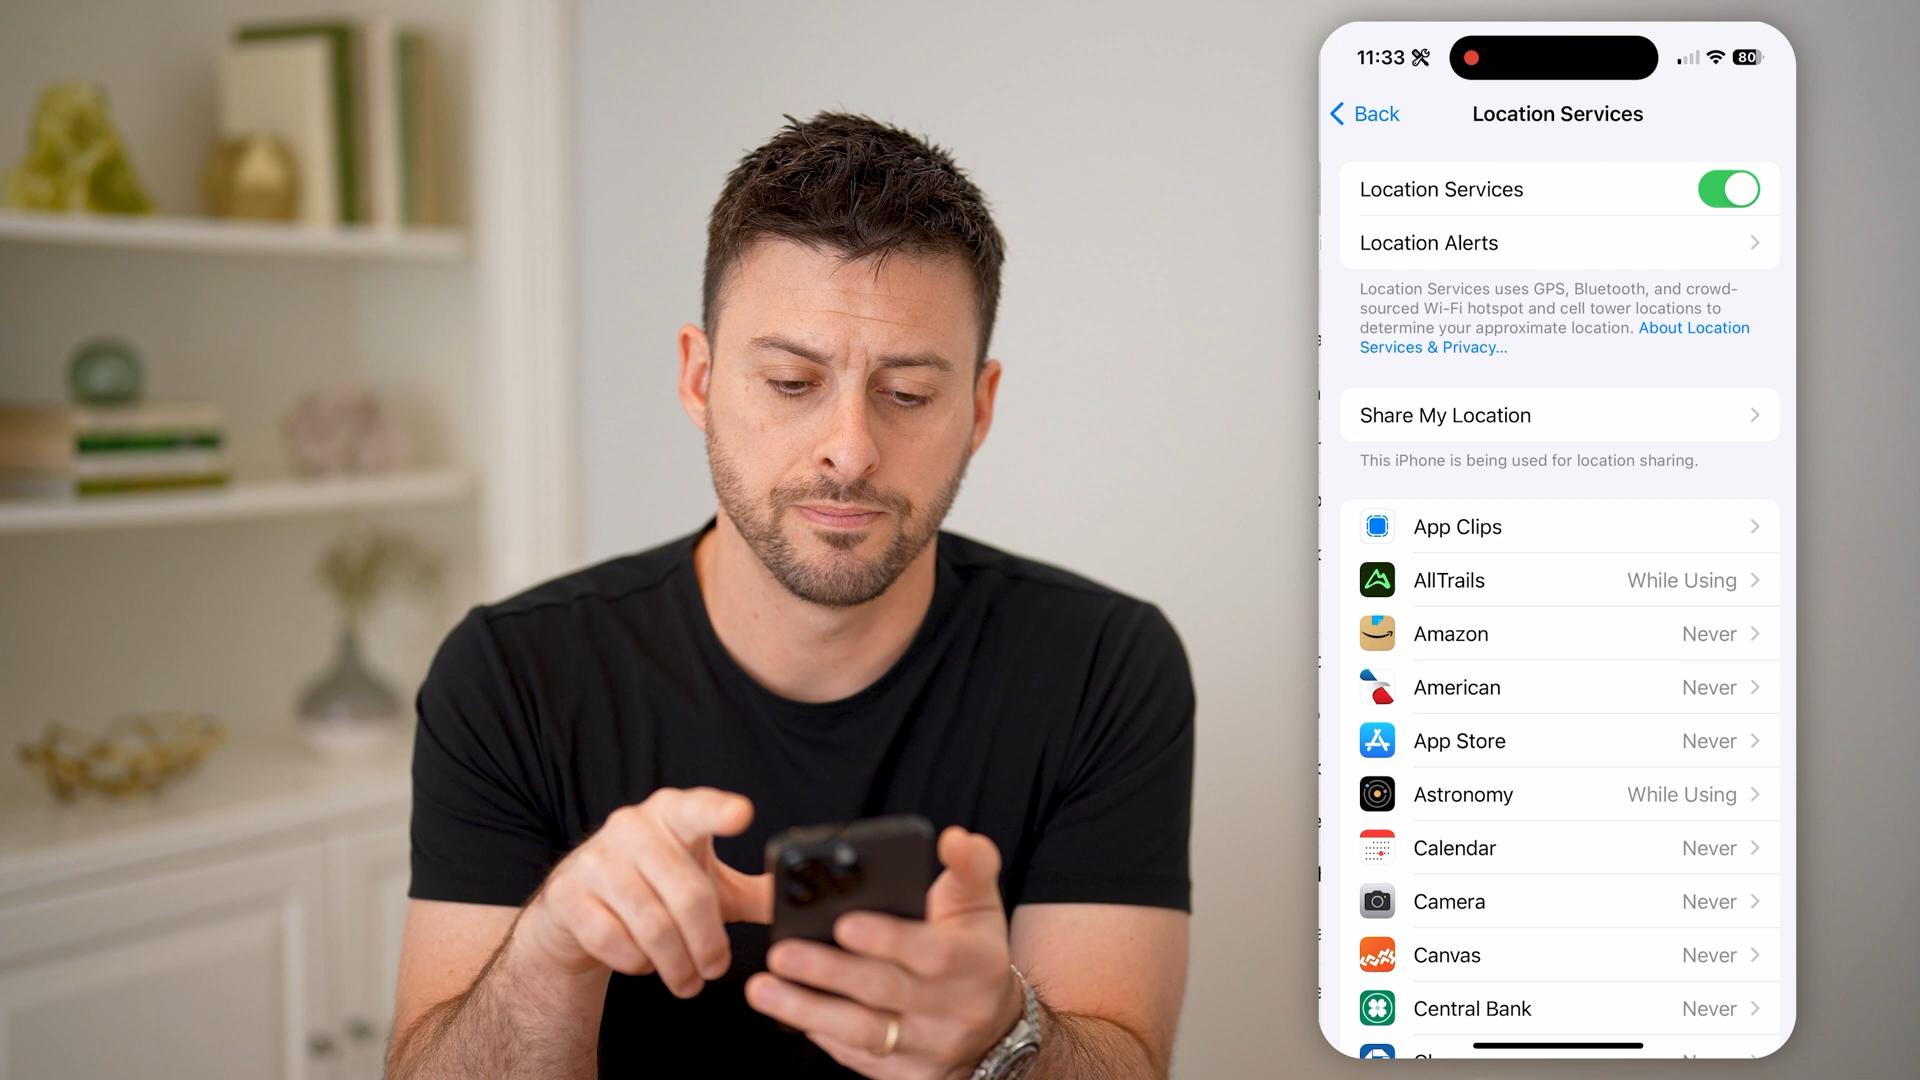 11:33
80
Back
Location Services
Location Services
Location Alerts
Location Services uses GPS, Bluetooth, and crowd-
sourced Wi-Fi hotspot and cell tower locations to
determine your approximate location. About Location
Services & Privacy...
Share My Location
This iPhone is being used for location sharing.
App Clips
AllTrails While Using
Amazon Never
American Never
App Store Never
Astronomy While Using
Calendar Never
Camera Never
Canvas Never
Central Bank Never